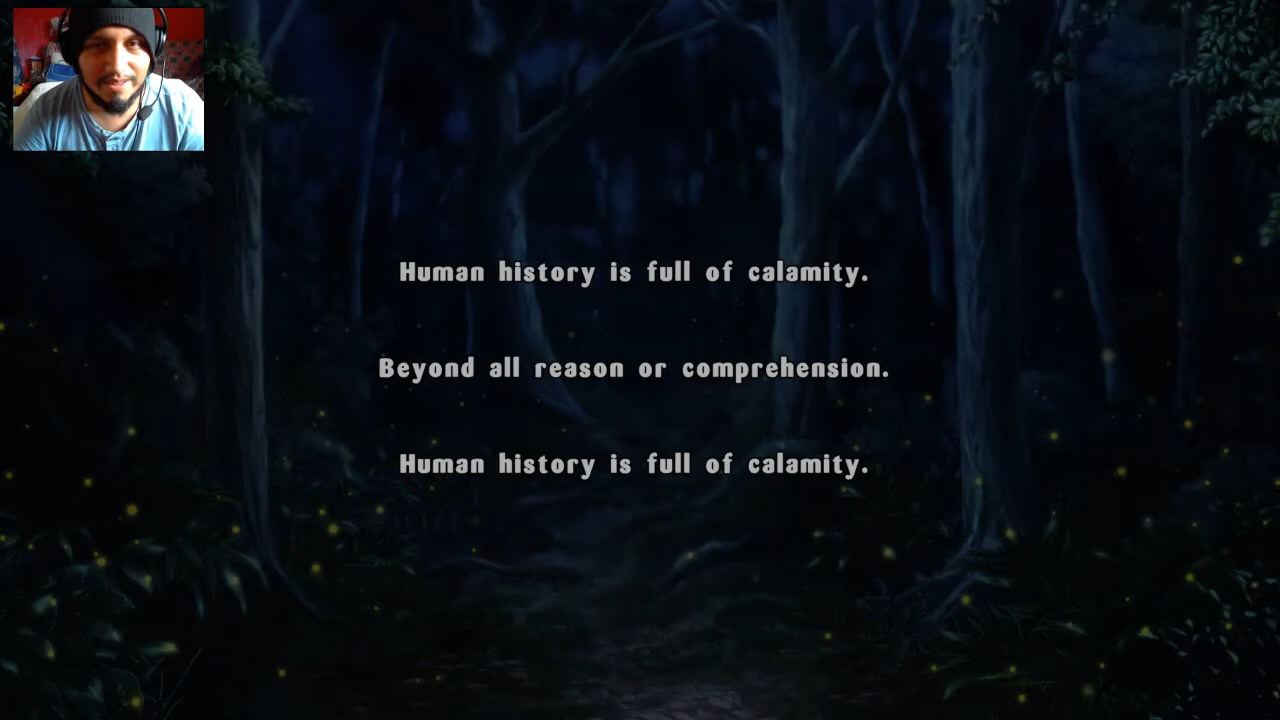 Human history is full of calamity.
Beyond all reason or comprehension.
Human history is full of calamity.